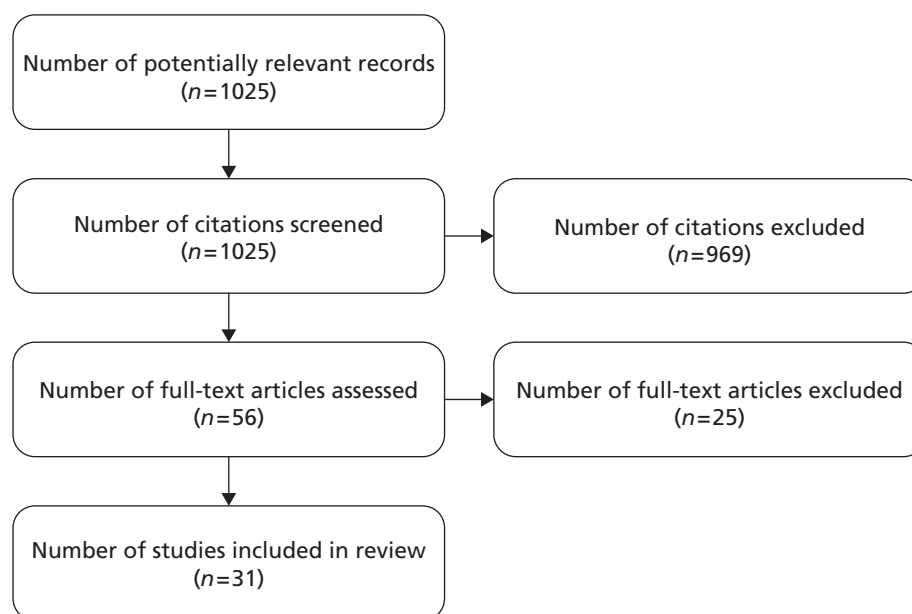 Number of potentially relevant records
(n=1025)
Number of citations screened
(n=1025)
Number of citations excluded
(n=969)
Number of full-text articles assessed
(n=56)
Number of full-text articles excluded
(n=25)
Number of studies included in review
(n=31)